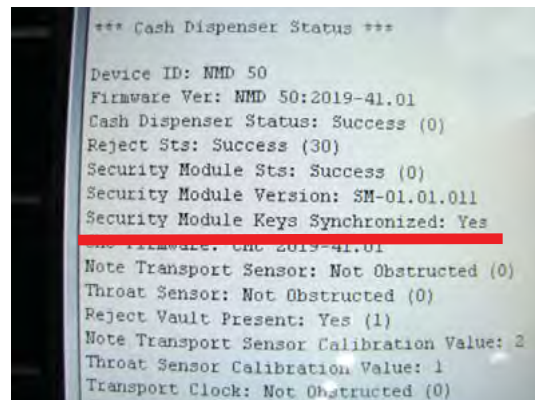 *** Cash Dispenser Status ***
Device ID: NMD 50
Firmware Ver: NMD 50:2019-41.01
Cash Dispenser Status: Success (0)
Reject Sts: Success (30)
Security Module Sts: Success (0)
Security Module Version: SM-01.01.011
Security Module Keys Synchronized: Yes
Firmware: CMC 2019-41.01
Note Transport Sensor: Not Obstructed (0)
Throat Sensor: Not Obstructed (0)
Reject Vault Present: Yes (1)
Note Transport Sensor Calibration Value: 2
Throat Sensor Calibration Value: 1
Transport Clock: Not Obstructed (0)